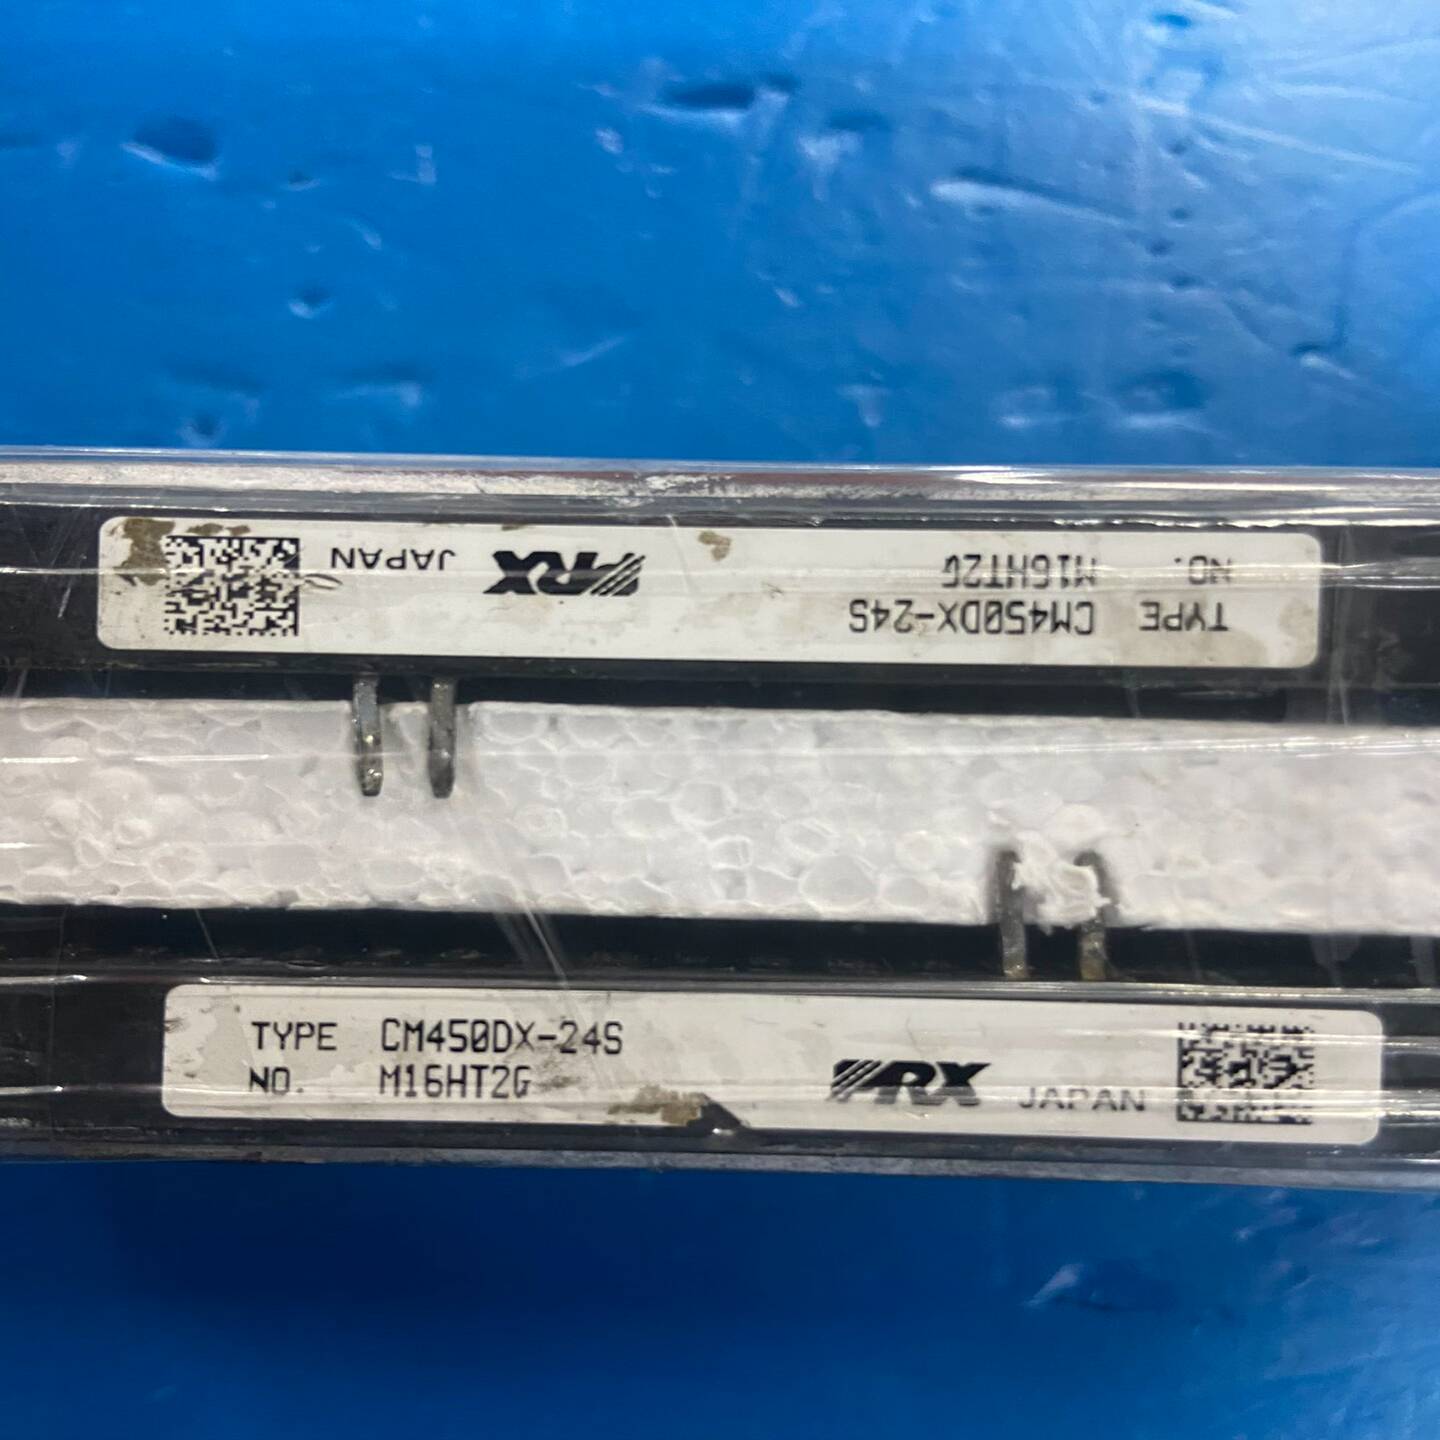 TYPE CM450DX-24S
NO. M16HT2G
PRX JAPAN
TYPE CM450DX-24S
NO. M16HT2G
PRX JAPAN